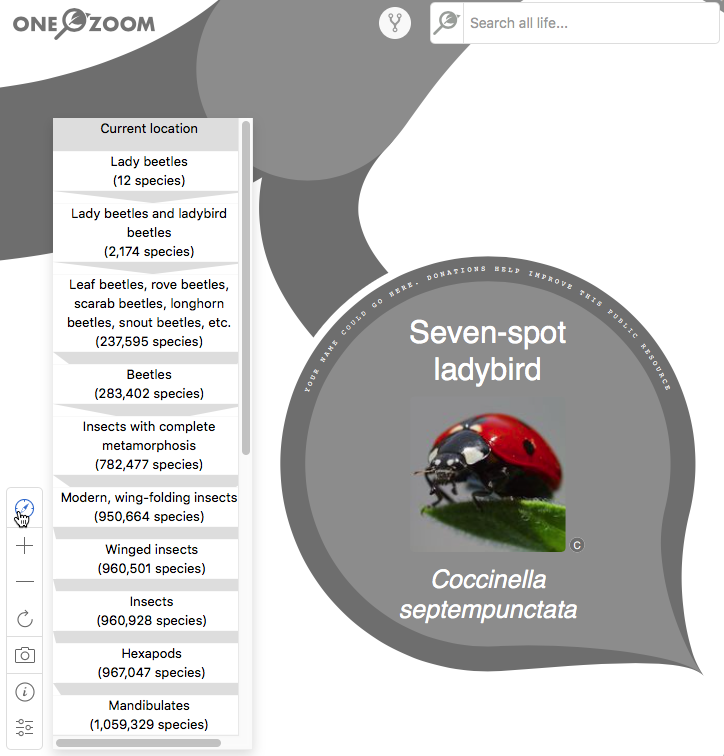 ONE ZOOM
Search all life...
Current location
Lady beetles
(12 species)
Lady beetles and ladybird
beetles
(2,174 species)
Leaf beetles, rove beetles,
scarab beetles, longhorn
beetles, snout beetles, etc.
(237,595 species)
Beetles
(283,402 species)
Insects with complete
metamorphosis
(782,477 species)
Modern, wing-folding insects
(950,664 species)
Winged insects
(960,501 species)
Insects
(960,928 species)
Hexapods
(967,047 species)
Mandibulates
(1,059,329 species)
YOUR NAME COULD GO HERE. DONATIONS HELP IMPROVE THIS PUBLIC RESOURCE
Seven-spot
ladybird
C
Coccinella
septempunctata
i